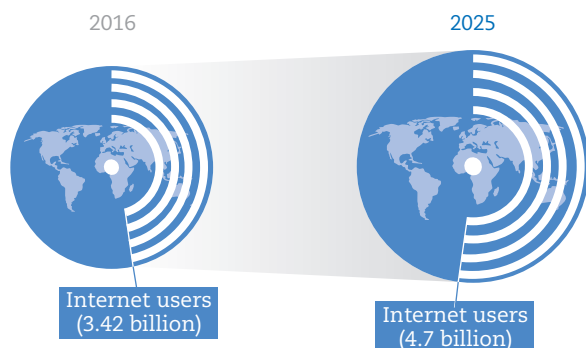 2016
2025
Internet users
(3.42 billion)
Internet users
(4.7 billion)